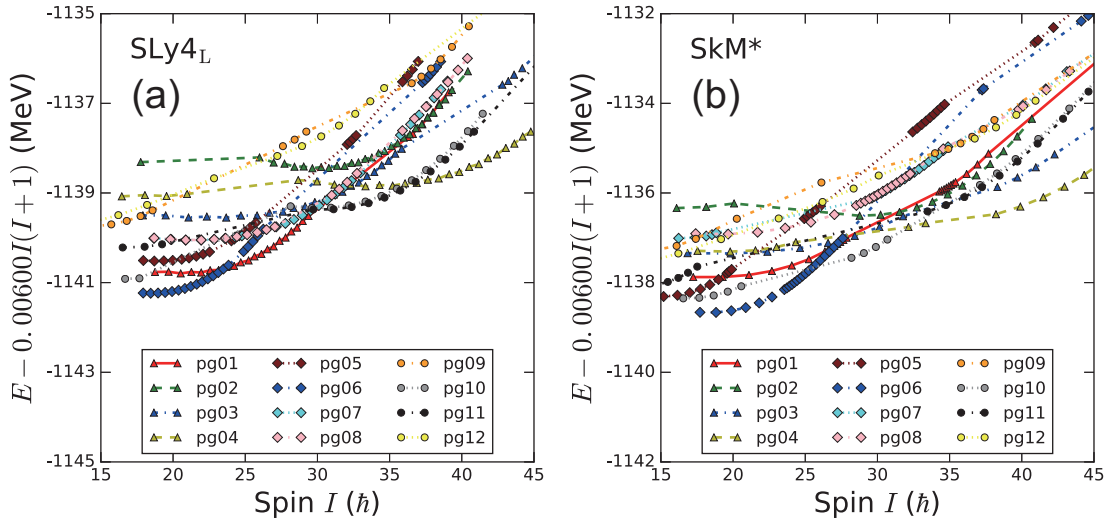 SLy4L
(a)
E−0.00600I(I+1) (MeV)
-1135
-1137
-1139
-1141
-1143
-1145
15 20 25 30 35 40 45
Spin I (ħ)
pg01 pg05 pg09
pg02 pg06 pg10
pg03 pg07 pg11
pg04 pg08 pg12
SkM*
(b)
E−0.00600I(I+1) (MeV)
-1132
-1134
-1136
-1138
-1140
-1142
15 20 25 30 35 40 45
Spin I (ħ)
pg01 pg05 pg09
pg02 pg06 pg10
pg03 pg07 pg11
pg04 pg08 pg12